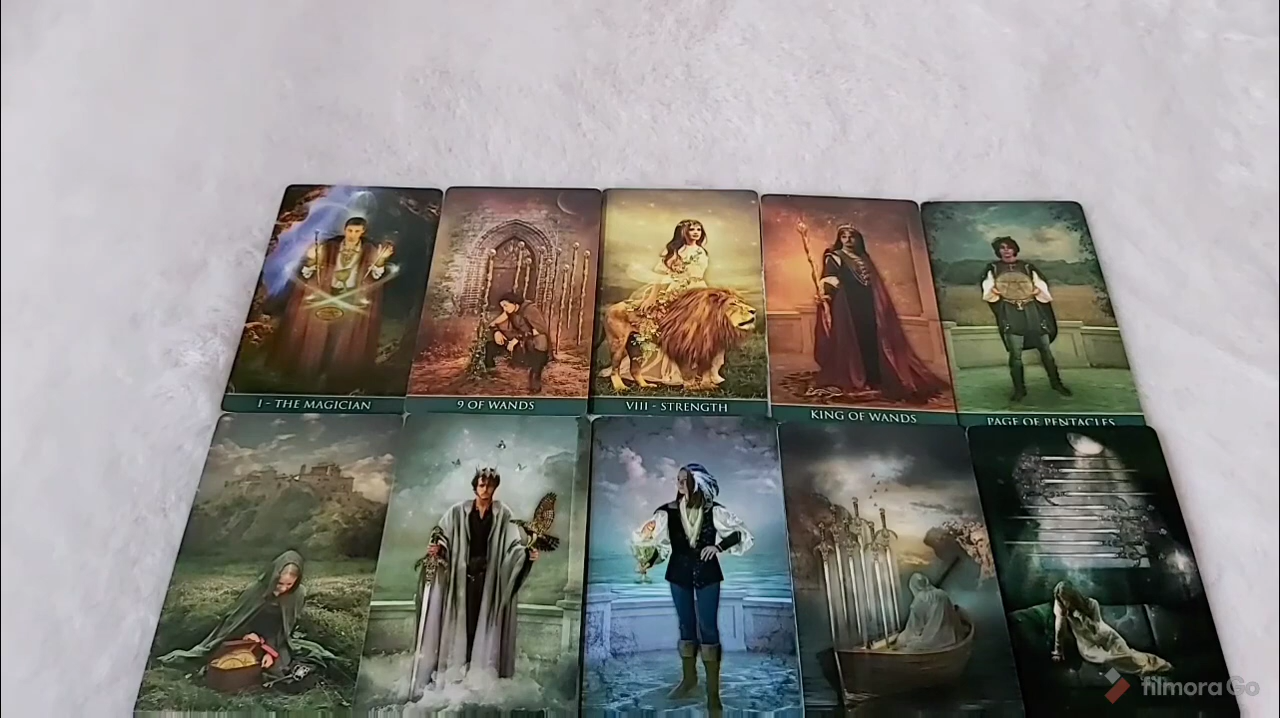 I - THE MAGICIAN
9 OF WANDS
VIII - STRENGTH
KING OF WANDS
PAGE OF PENTACLES
filmoraGo